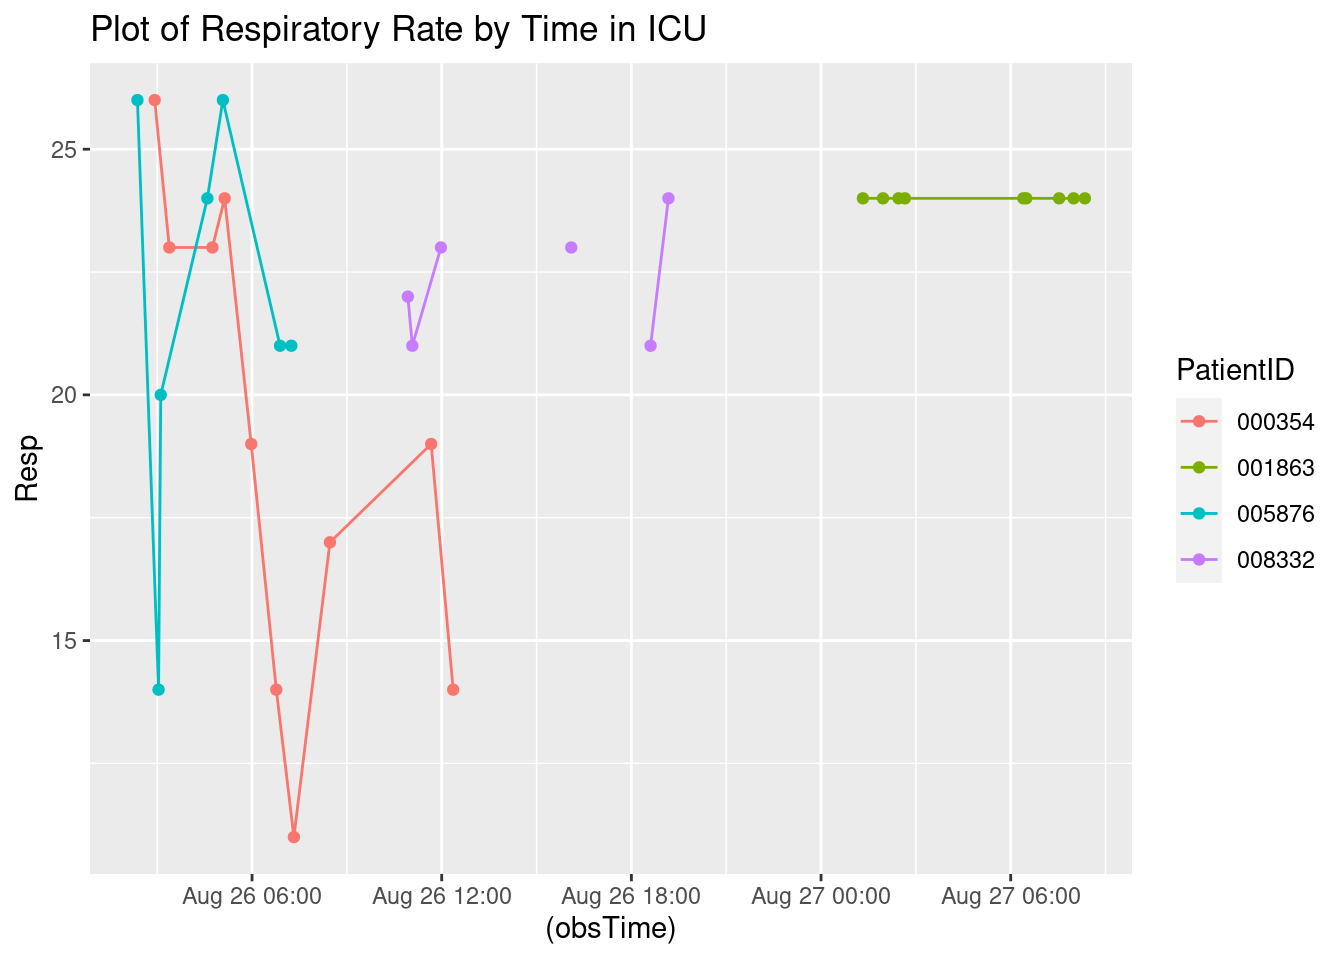 Plot of Respiratory Rate by Time in ICU
25
20
15
Resp
Aug 26 06:00 Aug 26 12:00 Aug 26 18:00 Aug 27 00:00 Aug 27 06:00
(obsTime)
PatientID
000354
001863
005876
008332